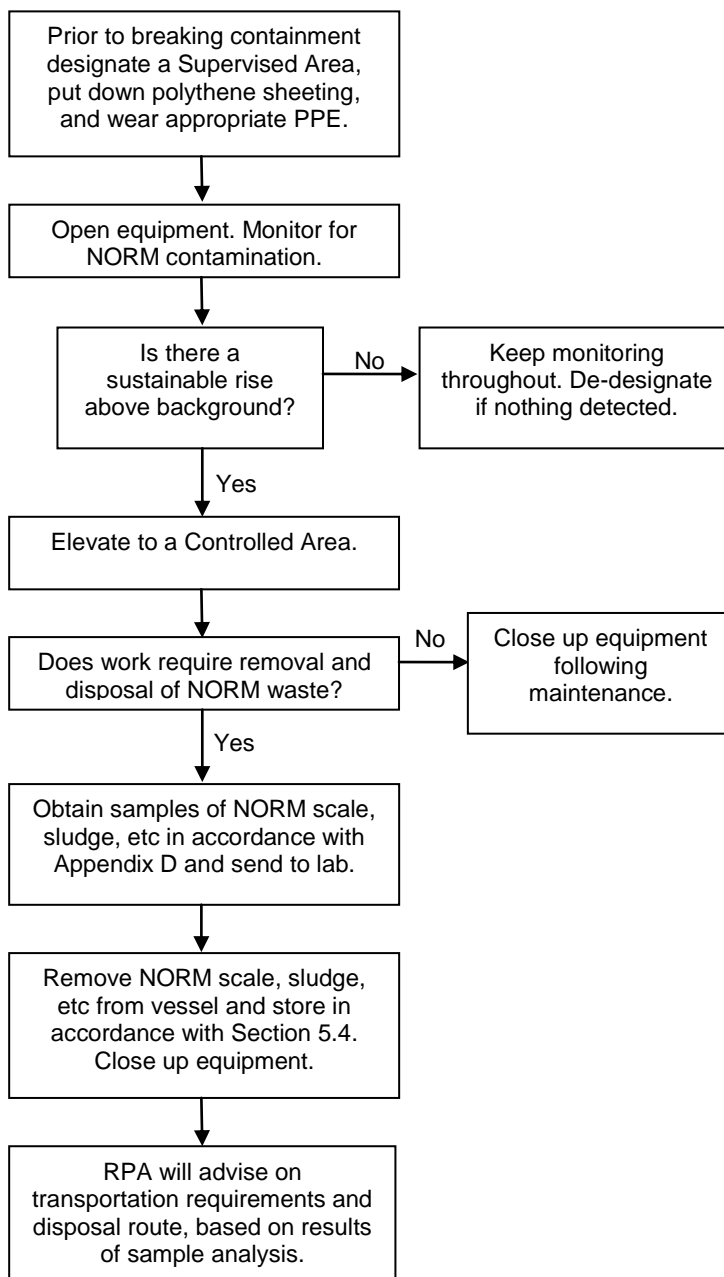 Prior to breaking containment
designate a Supervised Area,
put down polythene sheeting,
and wear appropriate PPE.
Open equipment. Monitor for
NORM contamination.
Is there a
sustainable rise
above background?
No
Keep monitoring
throughout. De-designate
if nothing detected.
Yes
Elevate to a Controlled Area.
Does work require removal and
disposal of NORM waste?
No
Close up equipment
following
maintenance.
Yes
Obtain samples of NORM scale,
sludge, etc in accordance with
Appendix D and send to lab.
Remove NORM scale, sludge,
etc from vessel and store in
accordance with Section 5.4.
Close up equipment.
RPA will advise on
transportation requirements and
disposal route, based on results
of sample analysis.